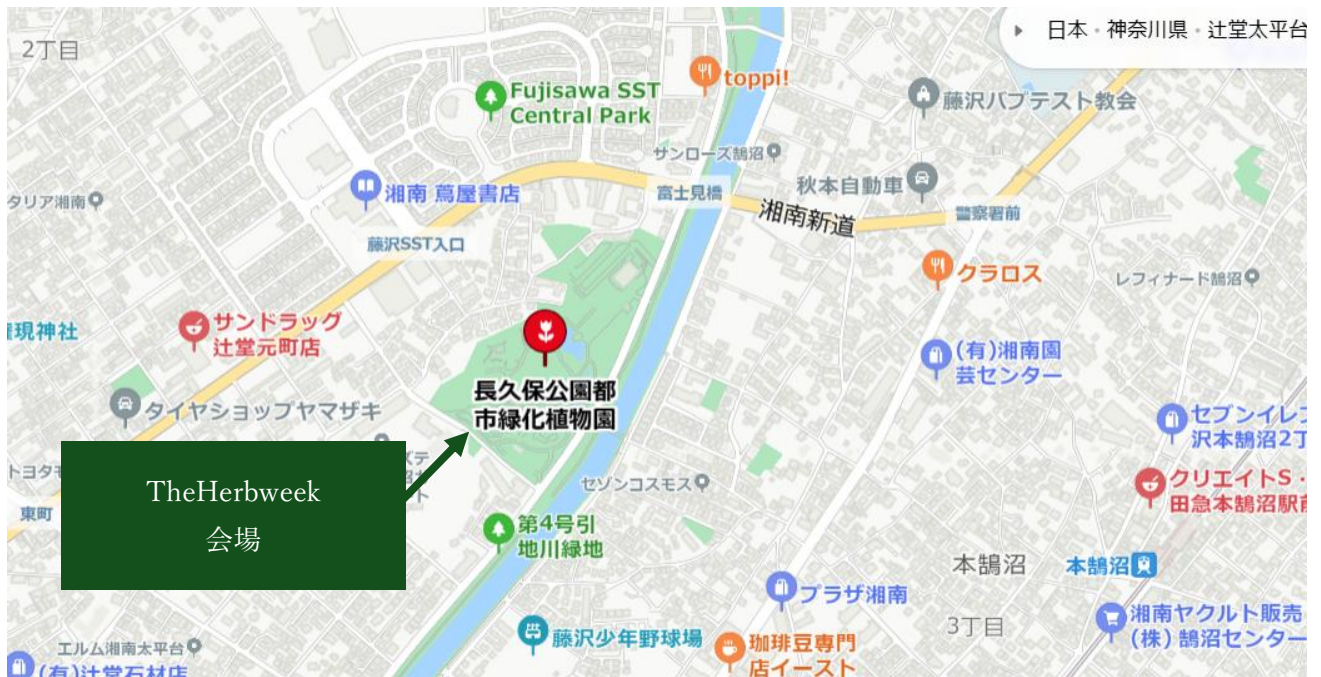 日本・神奈川県・辻堂太平台
2丁目
toppi!
Fujisawa SST
Central Park
藤沢バプテスト教会
サンローズ鵠沼
秋本自動車
湘南 蔦屋書店
富士見橋
湘南新道
警察署前
タリア湘南
藤沢SST入口
クラロス
レフィナード鵠沼
サンドラッグ
辻堂元町店
現神社
(有)湘南園
芸センター
長久保公園都
市緑化植物園
タイヤショップヤマザキ
セブンイレ
沢本鵠沼2丁
トヨタ
TheHerbweek
会場
セゾンコスモス
クリエイトS・
田急本鵠沼駅前
東町
第4号引
地川緑地
本鵠沼
本鵠沼
プラザ湘南
湘南ヤクルト販売
(株)鵠沼センター
3丁目
藤沢少年野球場
珈琲豆専門
店イースト
エルム湘南太平台
(有)辻堂石材店